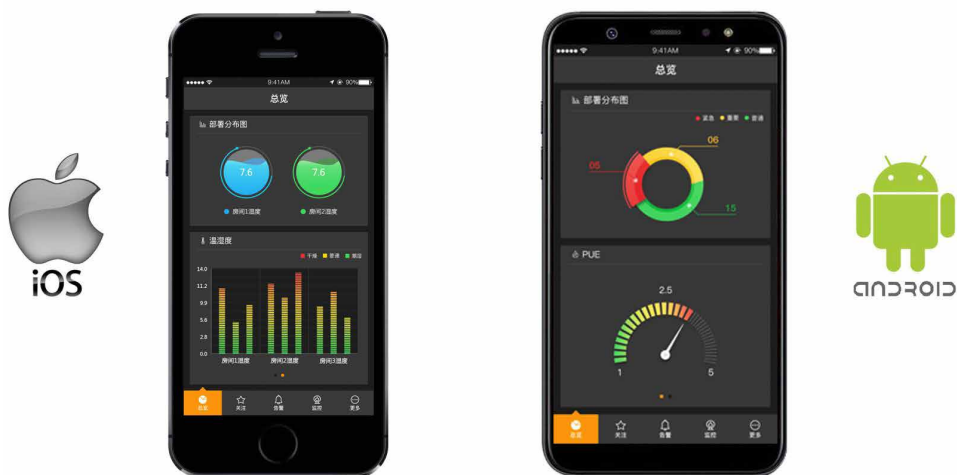 9:41AM
90%
总览
部署分布图
7.6
7.6
房间1温度
房间2温度
温湿度
干燥
普通
潮湿
14.0
11.2
9.9
5.6
2.8
0.0
房间1温度
房间2温度
房间3温度
总览
关注
告警
监控
更多
iOS
9:41AM
90%
总览
部署分布图
紧急
重要
普通
06
05
15
PUE
2.5
1
5
总览
关注
告警
监控
更多
ANDROID